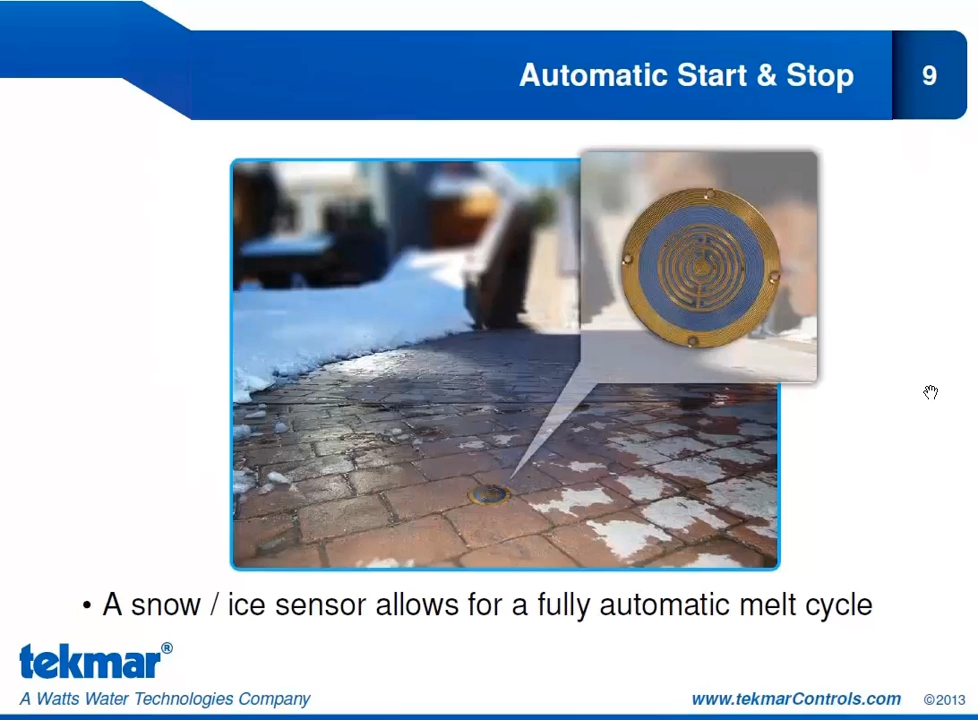 Automatic Start & Stop
9
• A snow / ice sensor allows for a fully automatic melt cycle
tekmar®
A Watts Water Technologies Company
www.tekmarControls.com ©2013